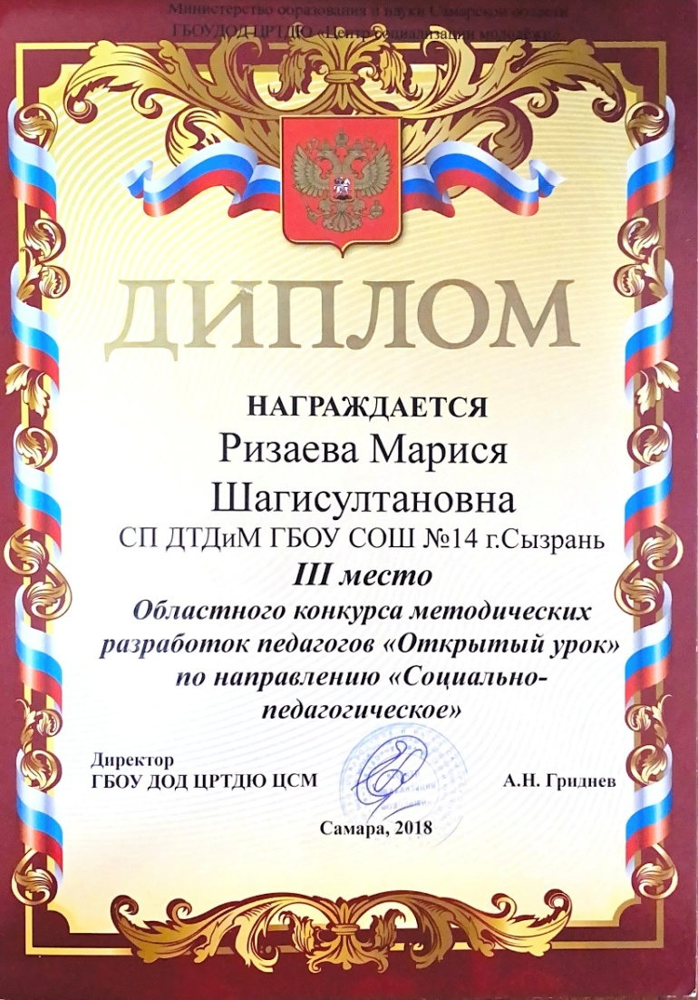 Министерство образования и науки Самарской области
ГБОУДОД ЦРТДЮ «Центр социализации молодёжи»
ДИПЛОМ
НАГРАЖДАЕТСЯ
Ризаева Марися
Шагисултановна
СП ДТДиМ ГБОУ СОШ №14 г.Сызрань
III место
Областного конкурса методических
разработок педагогов «Открытый урок»
по направлению «Социально-
педагогическое»
Директор
ГБОУ ДОД ЦРТДЮ ЦСМ
А.Н. Гриднев
Самара, 2018